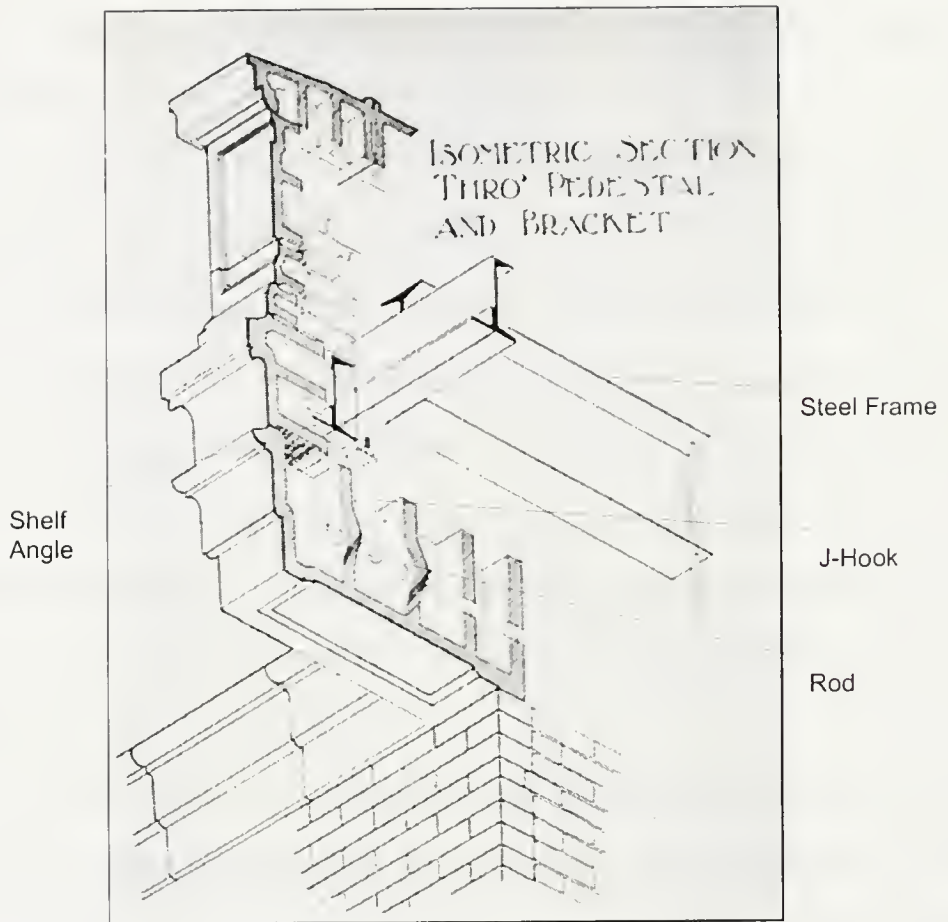 ISOMETRIC SECTION
THRO' PEDESTAL
AND BRACKET
Steel Frame
Shelf
Angle
J-Hook
Rod